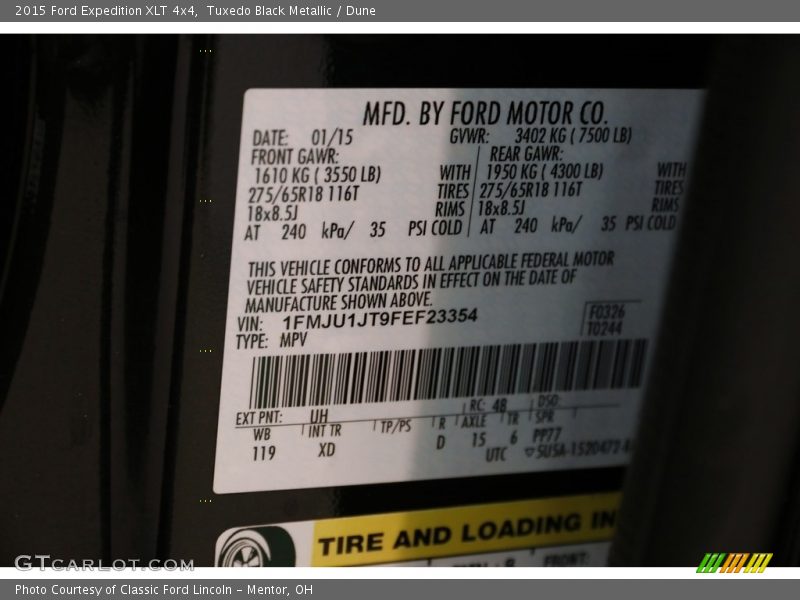 2015 Ford Expedition XLT 4x4, Tuxedo Black Metallic / Dune
MFD. BY FORD MOTOR CO.
DATE: 01/15 GVWR: 3402 KG ( 7500 LB)
FRONT GAWR: REAR GAWR:
1610 KG ( 3550 LB) WITH 1950 KG ( 4300 LB) WITH
275/65R18 116T TIRES 275/65R18 116T TIRES
18x8.5J RIMS 18x8.5J RIMS
AT 240 kPa/ 35 PSI COLD AT 240 kPa/ 35 PSI COLD
THIS VEHICLE CONFORMS TO ALL APPLICABLE FEDERAL MOTOR
VEHICLE SAFETY STANDARDS IN EFFECT ON THE DATE OF
MANUFACTURE SHOWN ABOVE.
VIN: 1FMJU1JT9FEF23354 F0326
TYPE: MPV T0244
EXT PNT: UH RC: 48 DSO:
WB INT TR TP/PS R AXLE TR SPR
119 XD D 15 6 PP77
UTC
TIRE AND LOADING IN
FRONT:
GTCARLOT.COM
Photo Courtesy of Classic Ford Lincoln - Mentor, OH